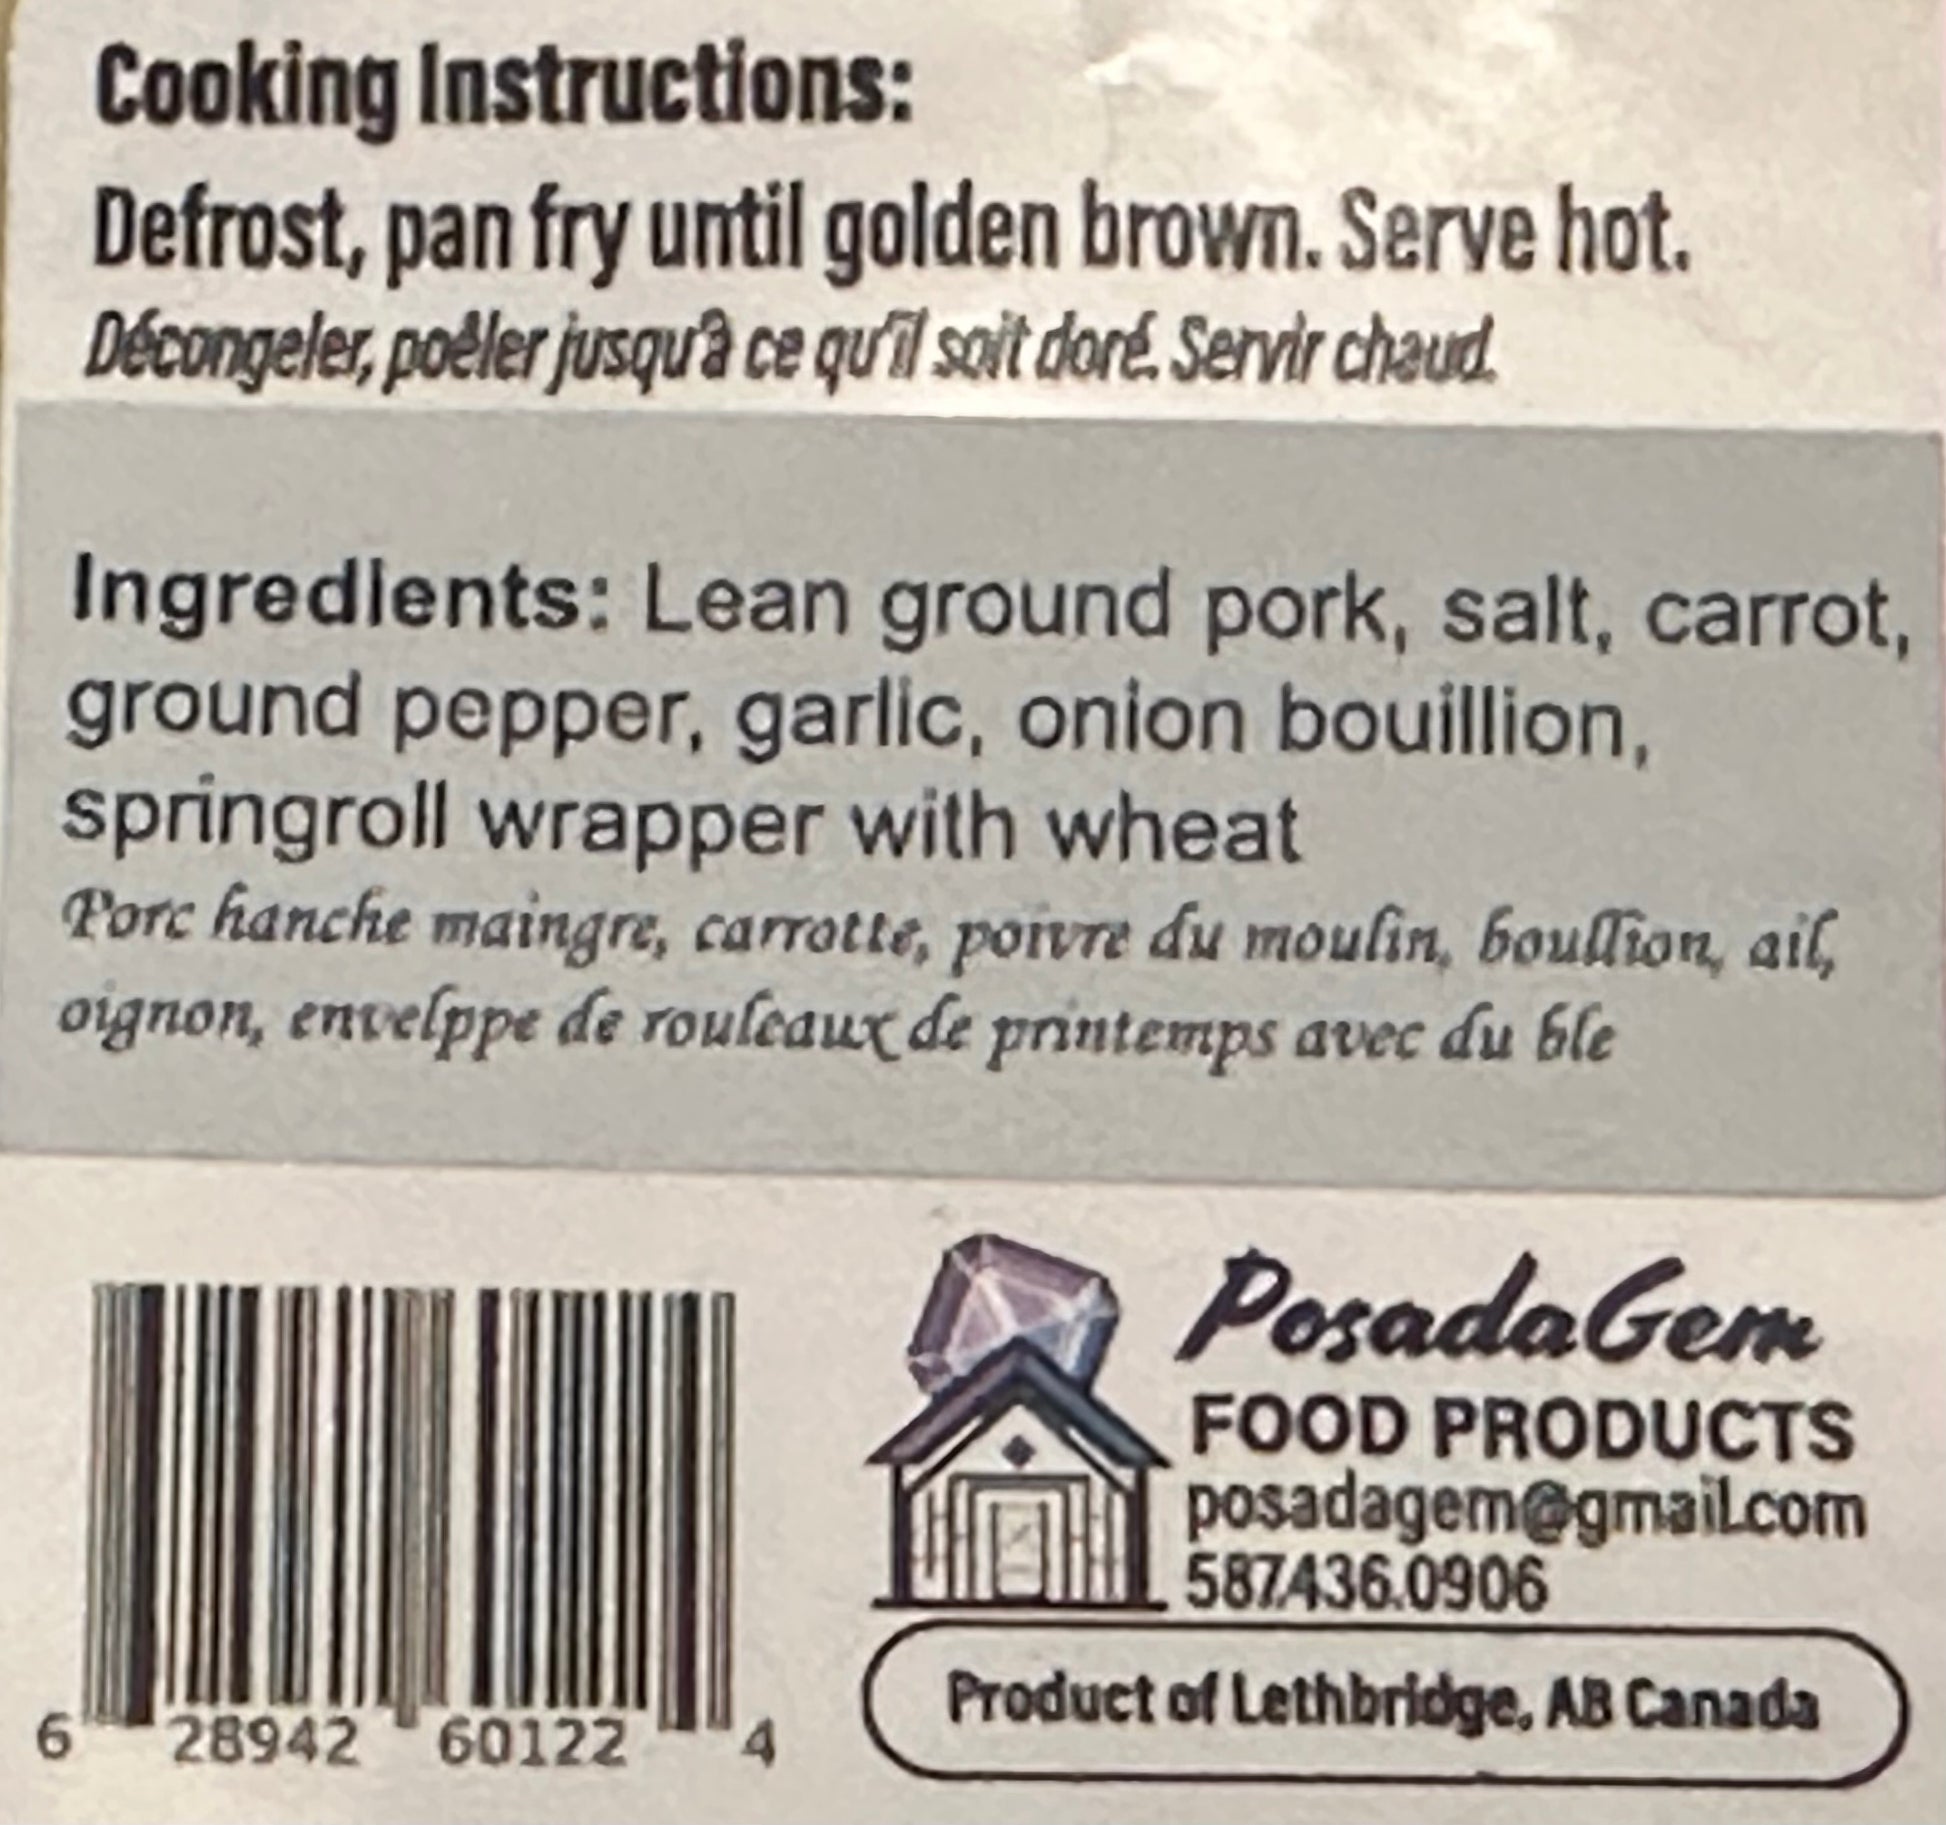 Cooking Instructions:
Defrost, pan fry until golden brown. Serve hot.
Décongeler, poêler jusqu'à ce qu'il soit doré. Servir chaud.
Ingredients: Lean ground pork, salt, carrot,
ground pepper, garlic, onion bouillion,
springroll wrapper with wheat
Porc hanche maingre, carrotte, poivre du moulin, boullion, ail,
oignon, envelppe de rouleaux de printemps avec du ble
PosadaGem
FOOD PRODUCTS
posadagem@gmail.com
587.436.0906
Product of Lethbridge, AB Canada
6 28942 60122 4